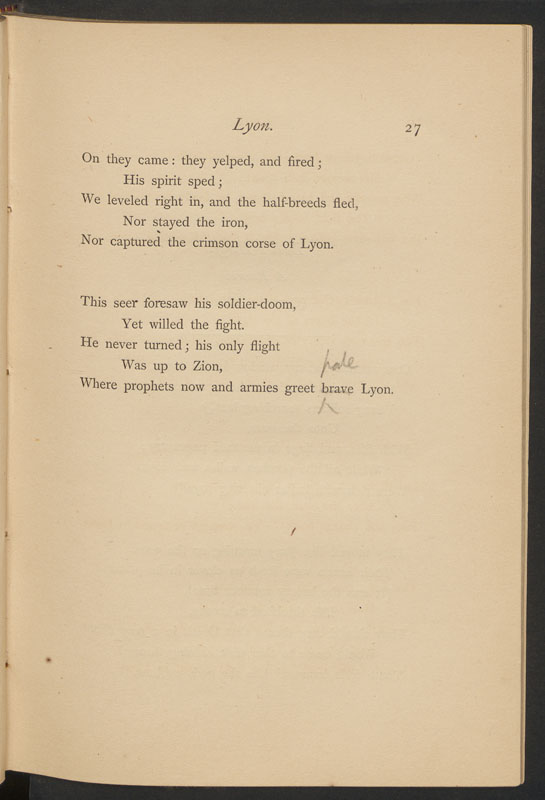 Lyon. 27
On they came : they yelped, and fired ;
His spirit sped ;
We leveled right in, and the half-breeds fled,
Nor stayed the iron,
Nor captured the crimson corse of Lyon.
This seer foresaw his soldier-doom,
Yet willed the fight.
He never turned ; his only flight
Was up to Zion,
pale
Where prophets now and armies greet brave Lyon.